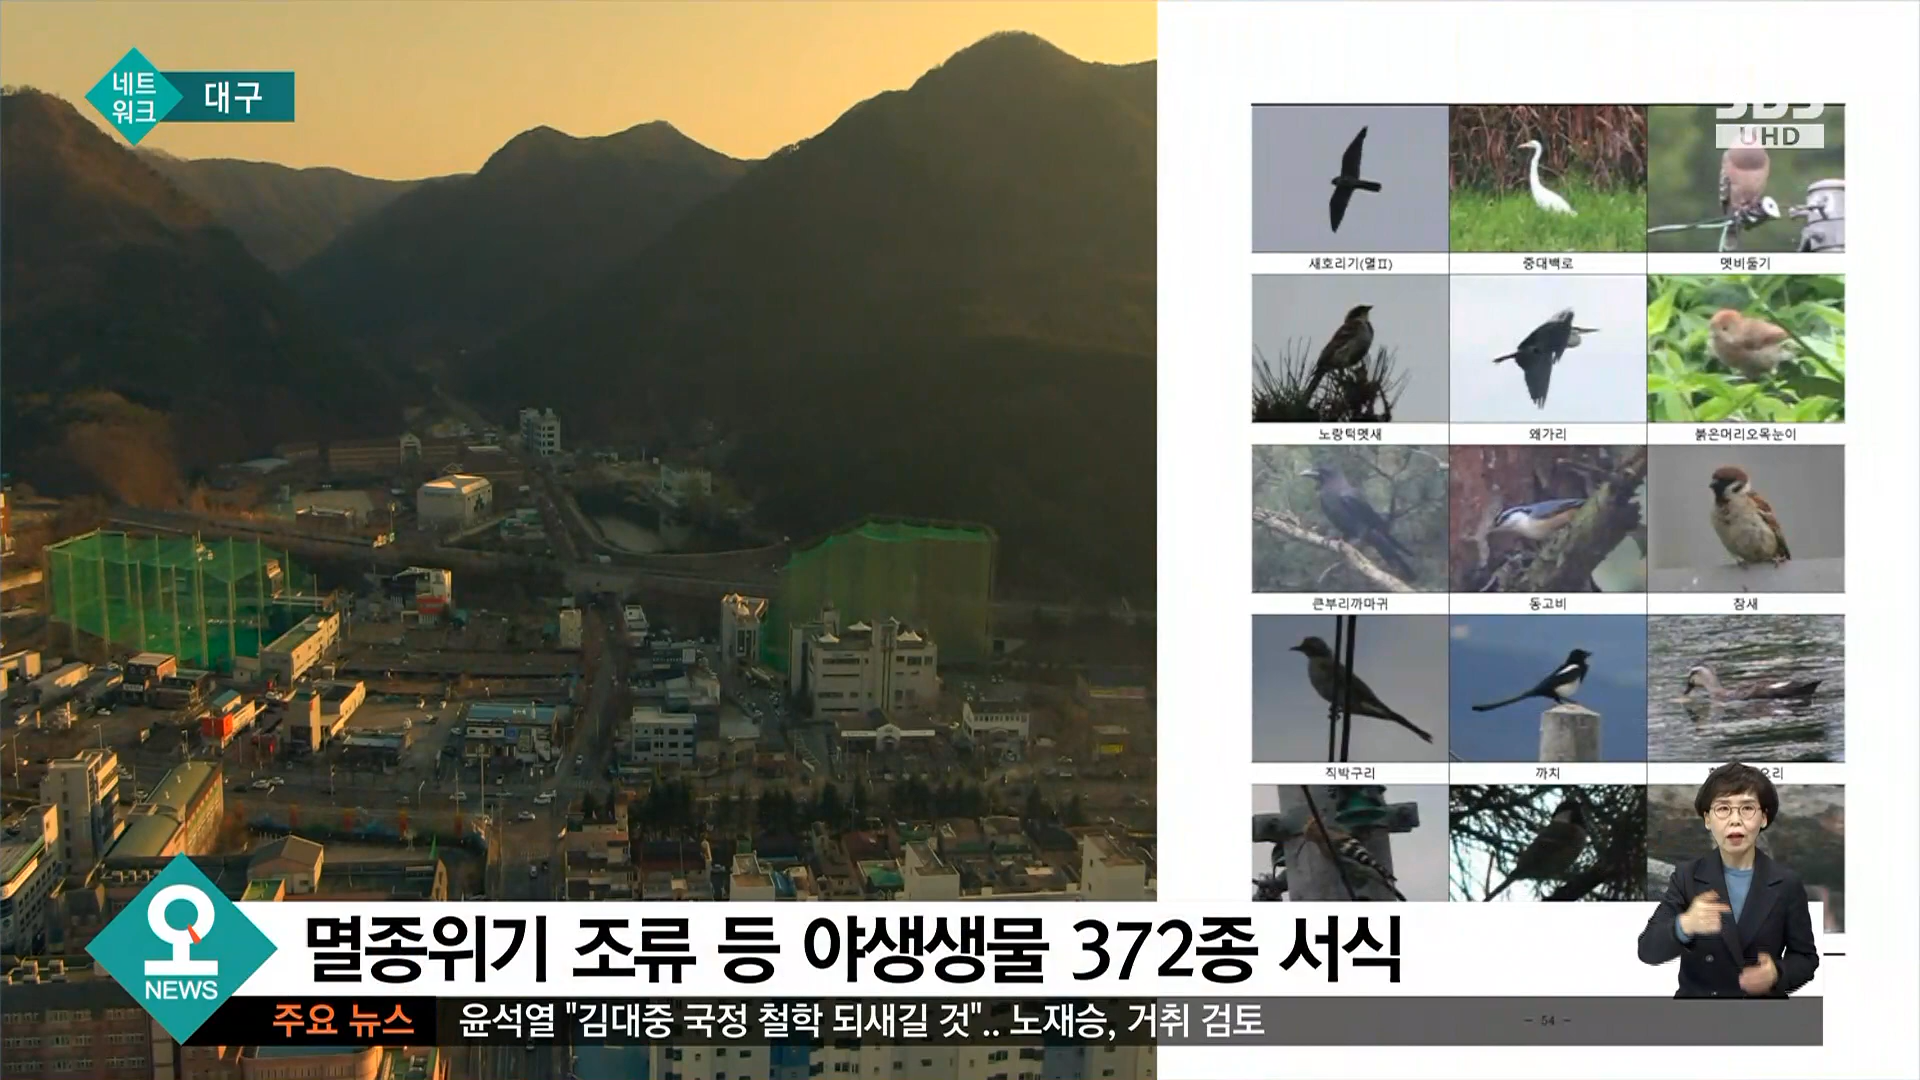 네트
워크
대구
SBS
UHD
새호리기(멸Ⅱ) 중대백로 멧비둘기
노랑턱멧새 왜가리 붉은머리오목눈이
큰부리까마귀 동고비 참새
직박구리 까치
오
NEWS
멸종위기 조류 등 야생생물 372종 서식
주요 뉴스
윤석열 "김대중 국정 철학 되새길 것".. 노재승, 거취 검토
- 54 -